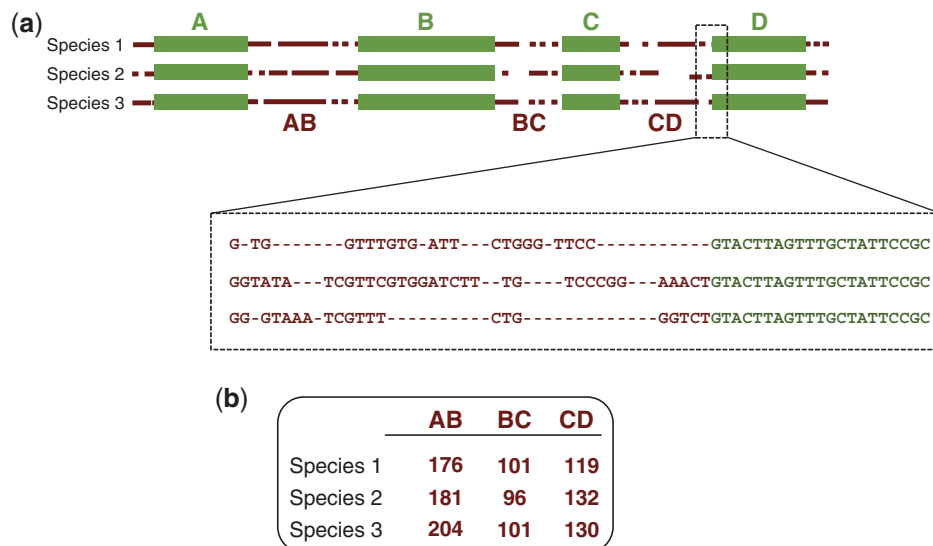 (a)
A B C D
Species 1
Species 2
Species 3
AB BC CD
G-TG-------GTTTGTG-ATT---CTGGG-TTCC-----------GTACTTAGTTTGCTATTCCGC
GGTATA---TCGTTCGTGGATCTT--TG----TCCCGG---AAACTGTACTTAGTTTGCTATTCCGC
GG-GTAAA-TCGTTT----------CTG-------------GGTCTGTACTTAGTTTGCTATTCCGC
(b)
AB BC CD
Species 1 176 101 119
Species 2 181 96 132
Species 3 204 101 130